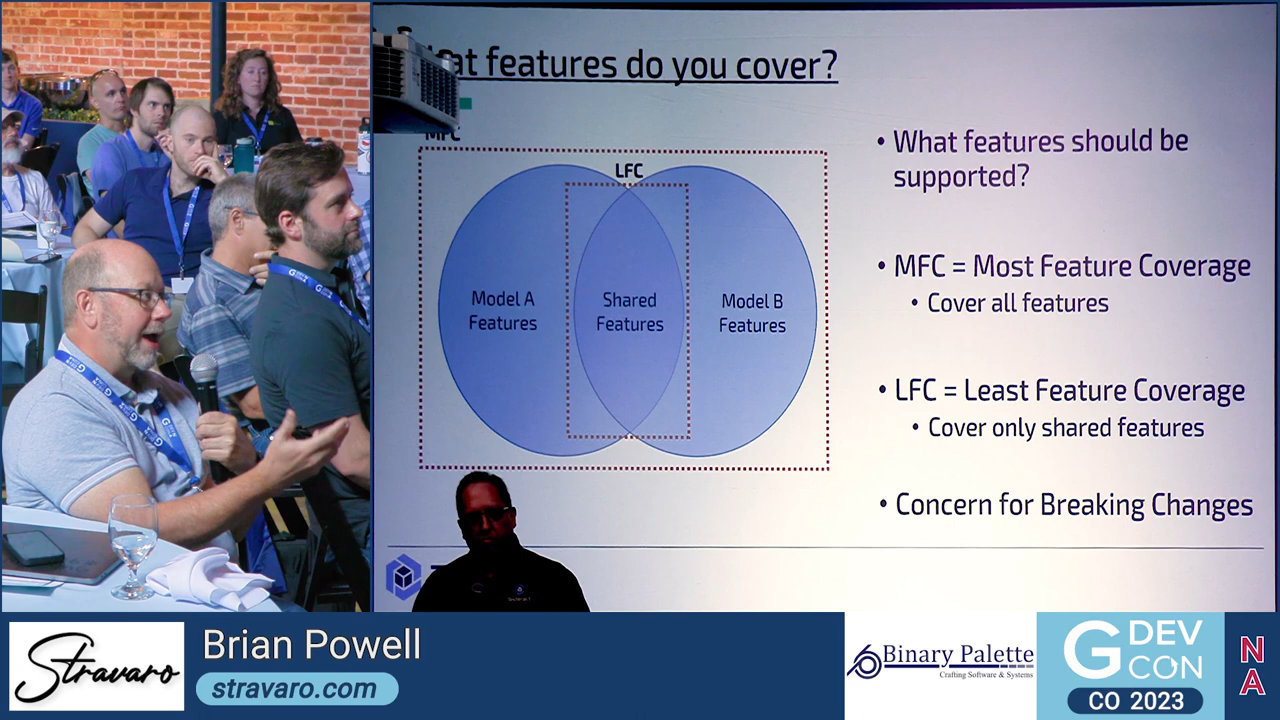 at features do you cover?
MFC
LFC
Model A
Features
Shared
Features
Model B
Features
• What features should be
supported?
• MFC = Most Feature Coverage
• Cover all features
• LFC = Least Feature Coverage
• Cover only shared features
• Concern for Breaking Changes
Stravaro
Brian Powell
stravaro.com
Binary Palette
Crafting Software & Systems
G DEV
CON
CO 2023
NA